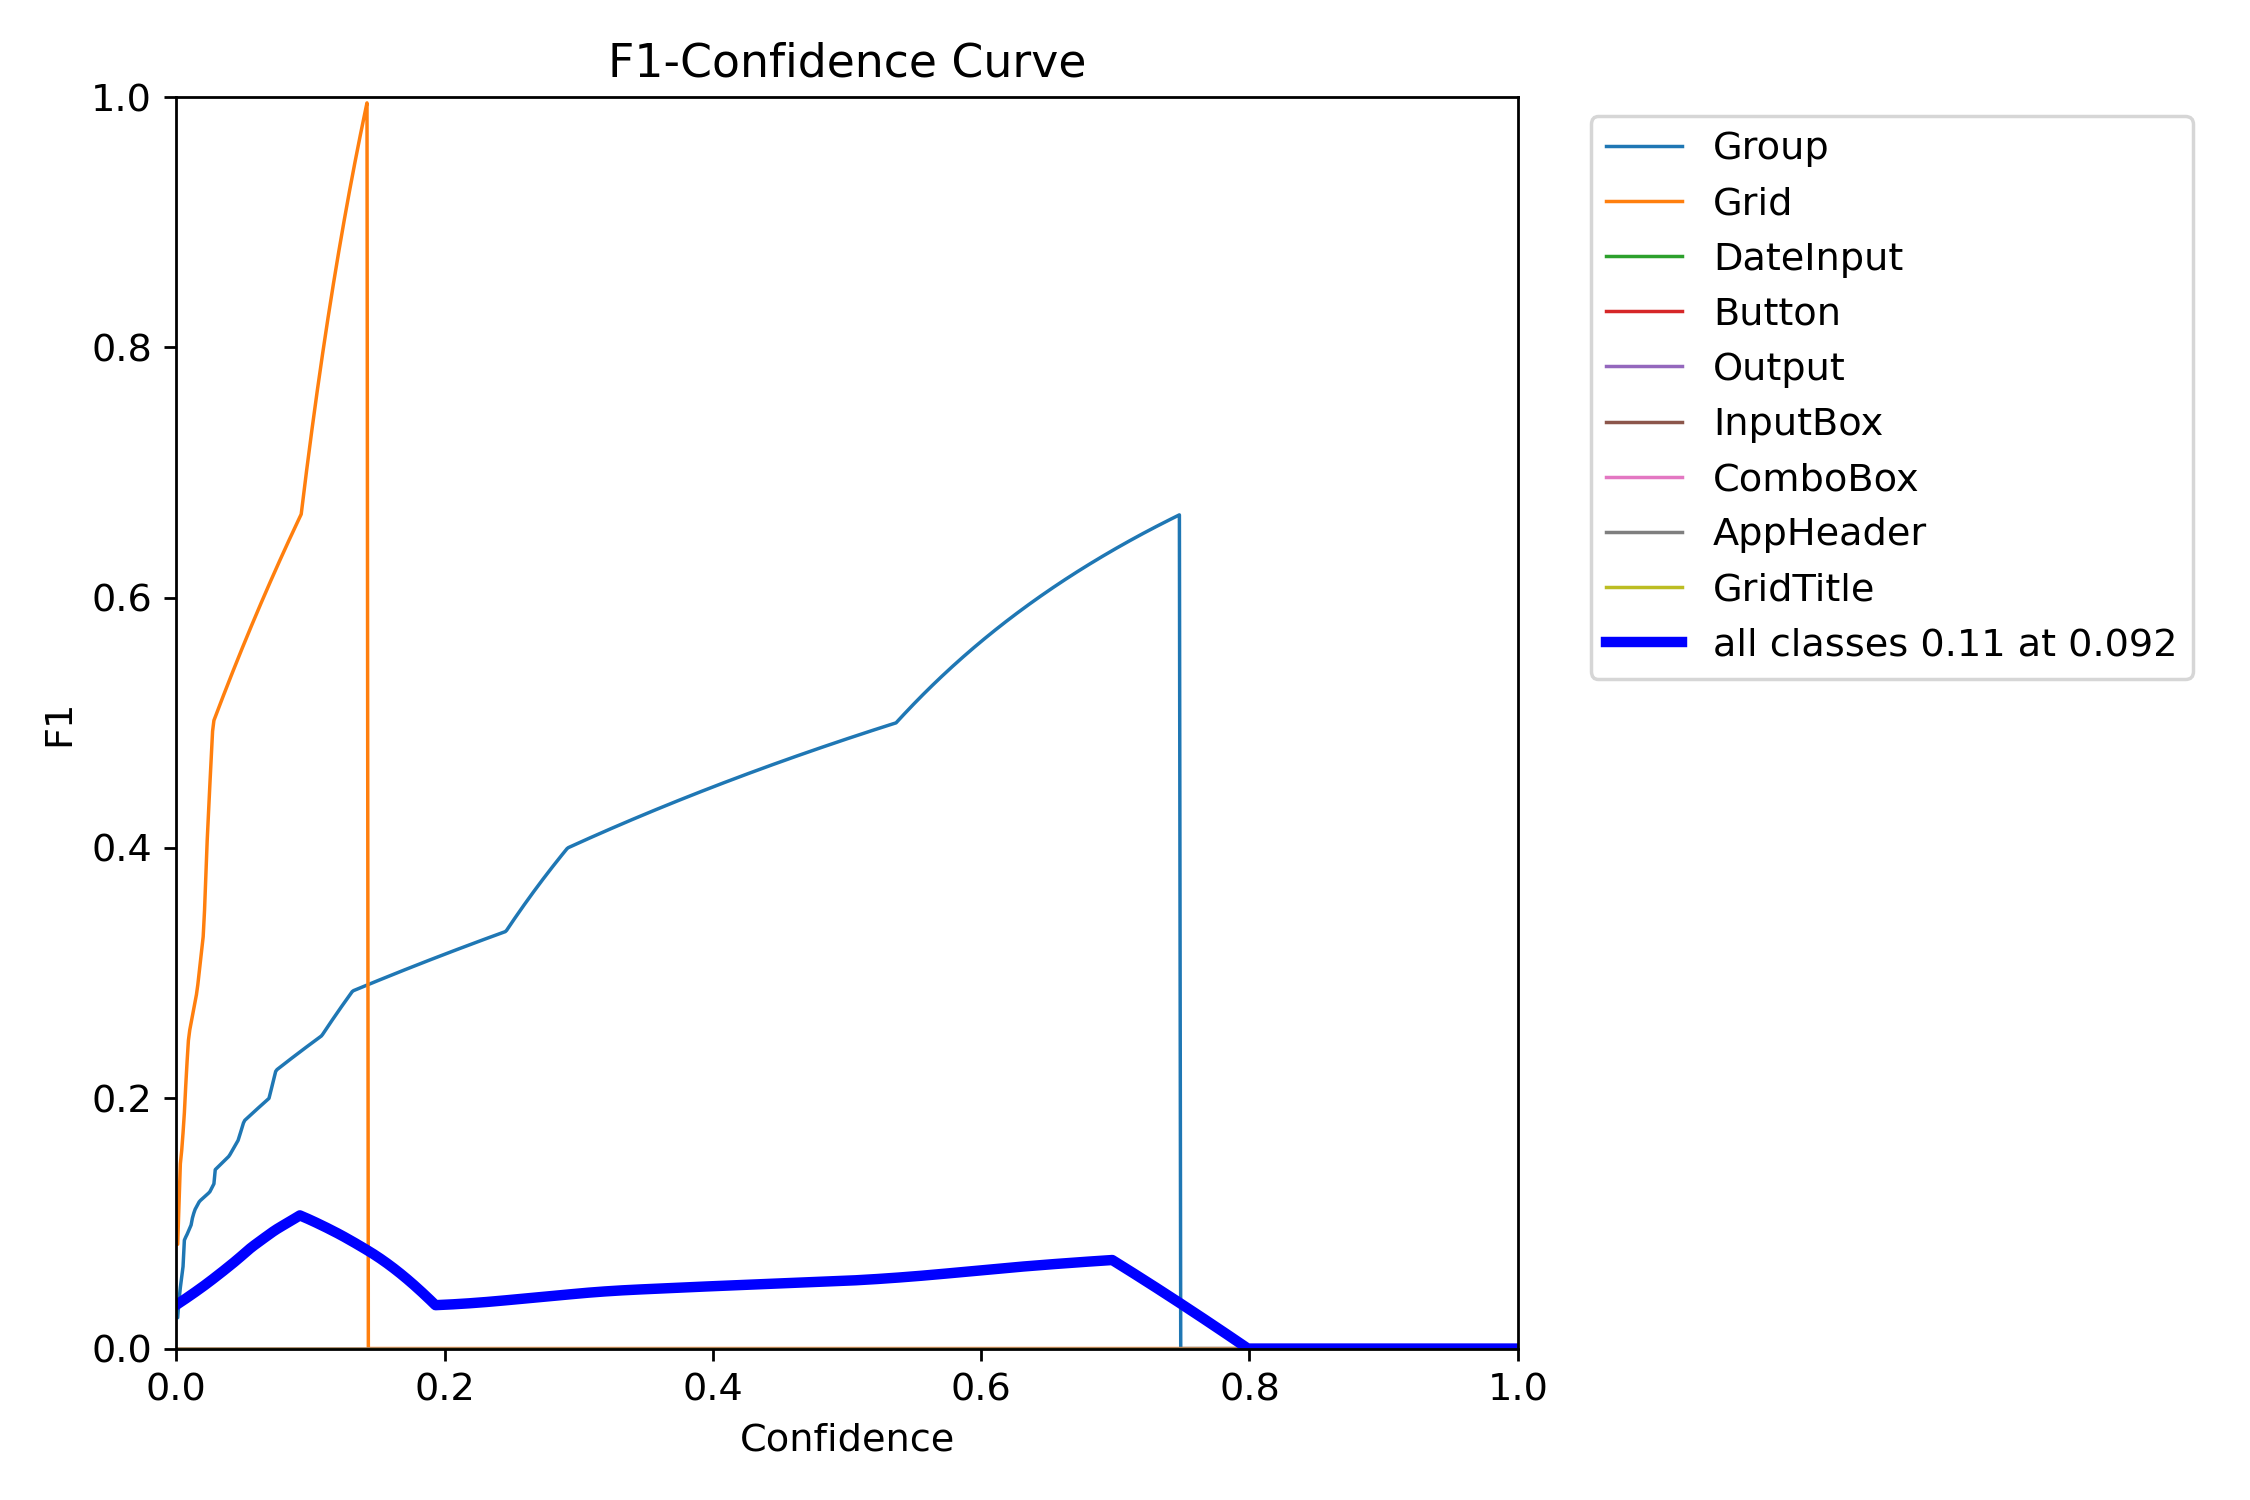 F1-Confidence Curve
1.0
0.8
0.6
0.4
0.2
0.0
F1
0.0 0.2 0.4 0.6 0.8 1.0
Confidence
Group
Grid
DateInput
Button
Output
InputBox
ComboBox
AppHeader
GridTitle
all classes 0.11 at 0.092